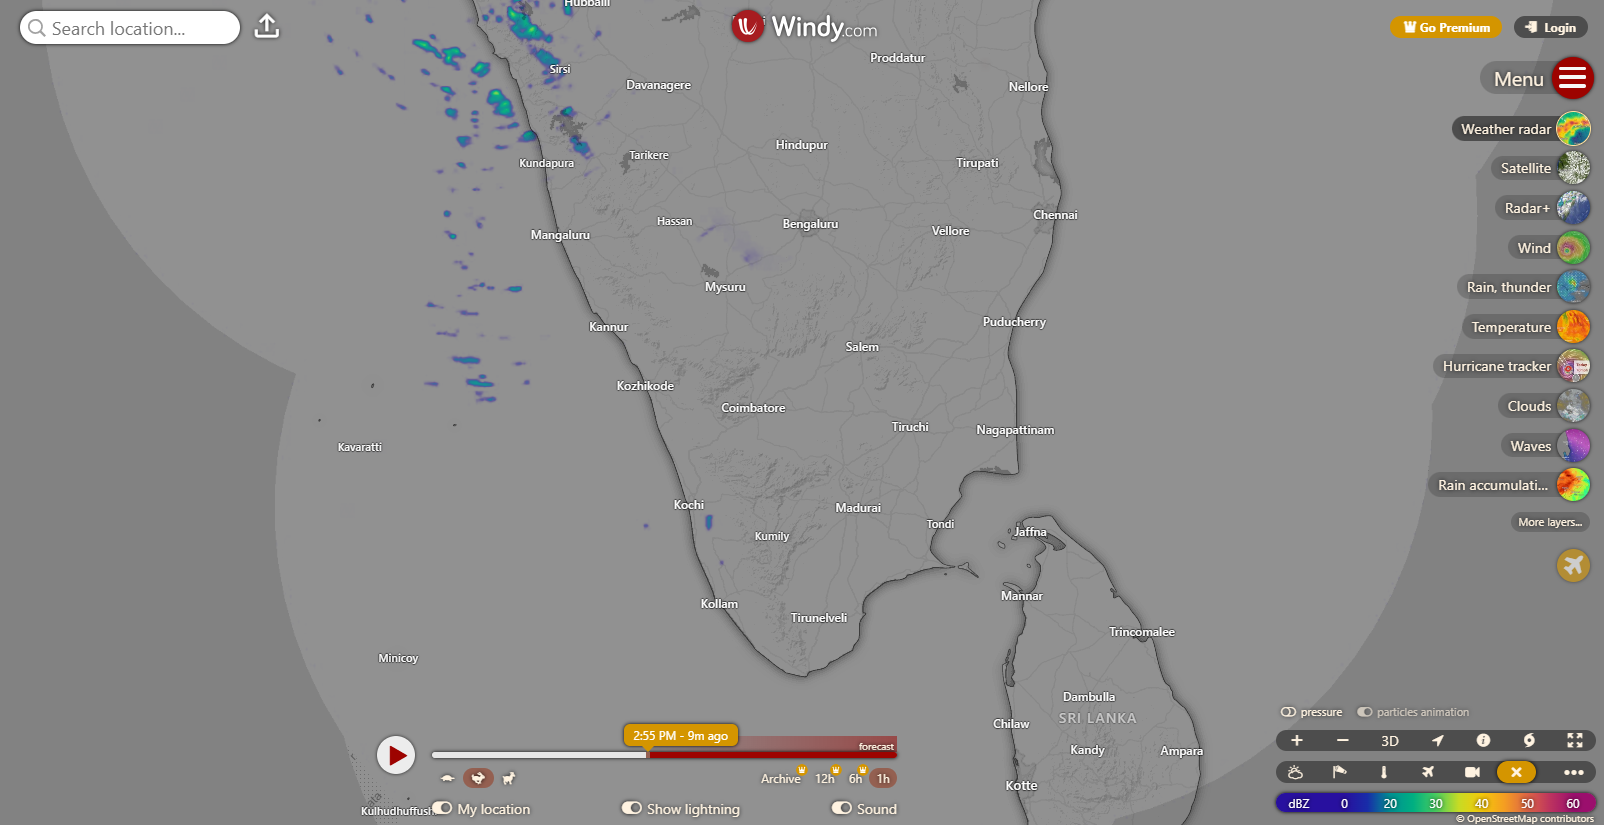 Search location...
Windy.com
Go Premium
Login
Menu
Weather radar
Satellite
Radar+
Wind
Rain, thunder
Temperature
Hurricane tracker
Clouds
Waves
Rain accumulati...
More layers...
Hubballi
Sirsi
Davanagere
Proddatur
Nellore
Hindupur
Kundapura
Tarikere
Tirupati
Hassan
Bengaluru
Chennai
Mangaluru
Vellore
Mysuru
Kannur
Puducherry
Salem
Kozhikode
Coimbatore
Tiruchi
Nagapattinam
Kavaratti
Kochi
Madurai
Kumily
Tondi
Jaffna
Kollam
Tirunelveli
Mannar
Trincomalee
Minicoy
Dambulla
SRI LANKA
Chilaw
Kandy
Ampara
Kotte
Kulhudhuffush
2:55 PM - 9m ago
forecast
Archive
12h
6h
1h
My location
Show lightning
Sound
pressure
particles animation
3D
dBZ 0 20 30 40 50 60
© OpenStreetMap contributors